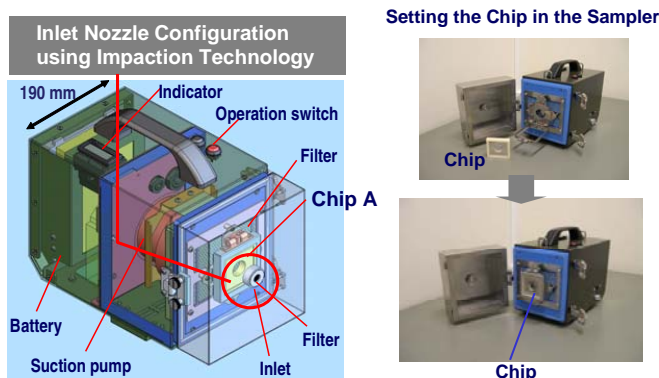 Inlet Nozzle Configuration
using Impaction Technology
190 mm
Indicator
Operation switch
Filter
Chip A
Battery
Suction pump
Inlet
Filter
Setting the Chip in the Sampler
Chip
Chip